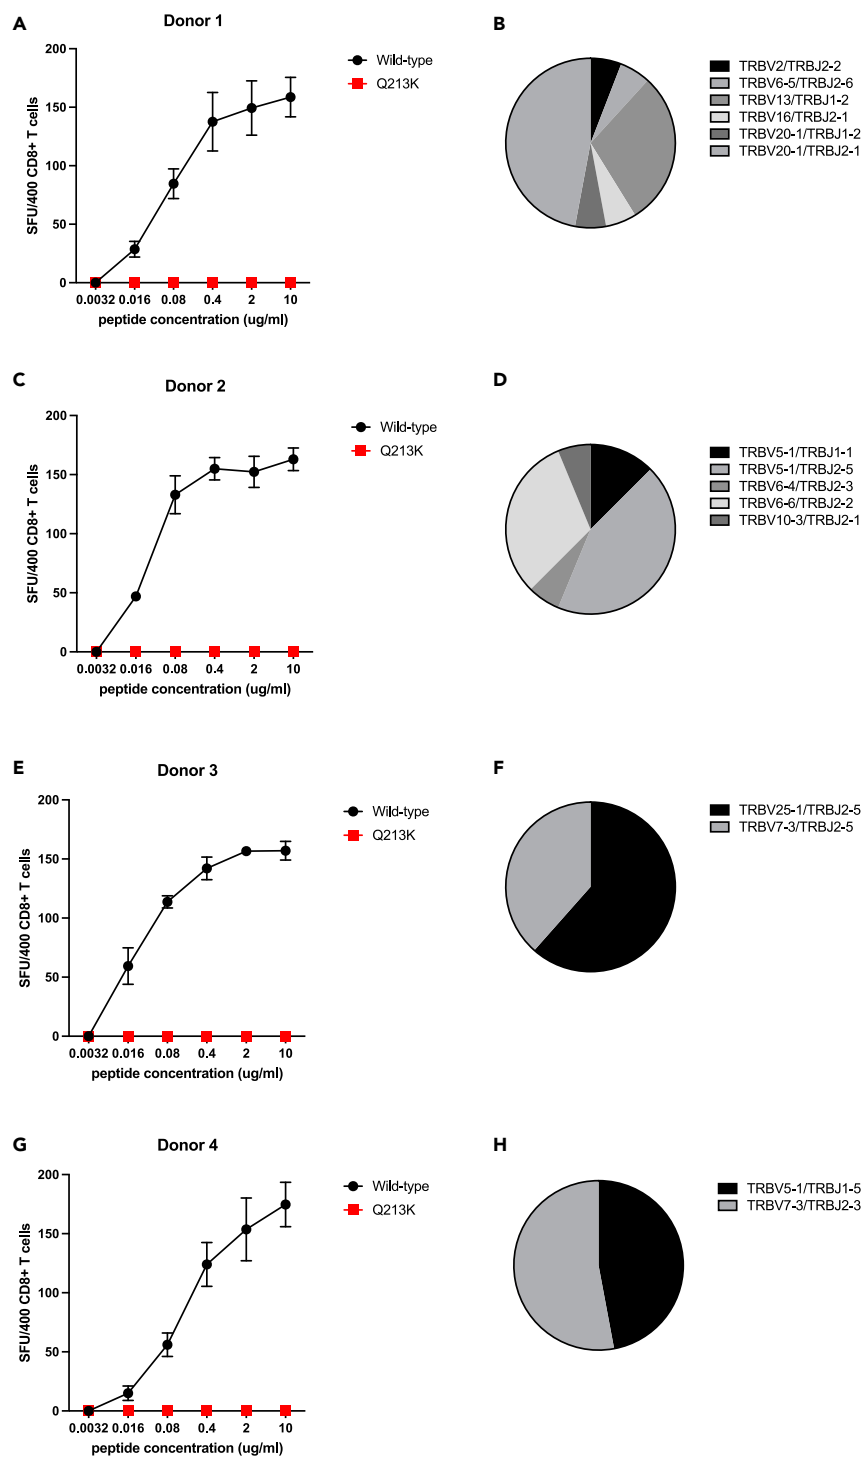 A
Donor 1
200
150
100
50
0
SFU/400 CD8+ T cells
0.0032 0.016 0.08 0.4 2 10
peptide concentration (ug/ml)
Wild-type
Q213K
B
TRBV2/TRBJ2-2
TRBV6-5/TRBJ2-6
TRBV13/TRBJ1-2
TRBV16/TRBJ2-1
TRBV20-1/TRBJ1-2
TRBV20-1/TRBJ2-1
C
Donor 2
200
150
100
50
0
SFU/400 CD8+ T cells
0.0032 0.016 0.08 0.4 2 10
peptide concentration (ug/ml)
Wild-type
Q213K
D
TRBV5-1/TRBJ1-1
TRBV5-1/TRBJ2-5
TRBV6-4/TRBJ2-3
TRBV6-6/TRBJ2-2
TRBV10-3/TRBJ2-1
E
Donor 3
200
150
100
50
0
SFU/400 CD8+ T cells
0.0032 0.016 0.08 0.4 2 10
peptide concentration (ug/ml)
Wild-type
Q213K
F
TRBV25-1/TRBJ2-5
TRBV7-3/TRBJ2-5
G
Donor 4
200
150
100
50
0
SFU/400 CD8+ T cells
0.0032 0.016 0.08 0.4 2 10
peptide concentration (ug/ml)
Wild-type
Q213K
H
TRBV5-1/TRBJ1-5
TRBV7-3/TRBJ2-3